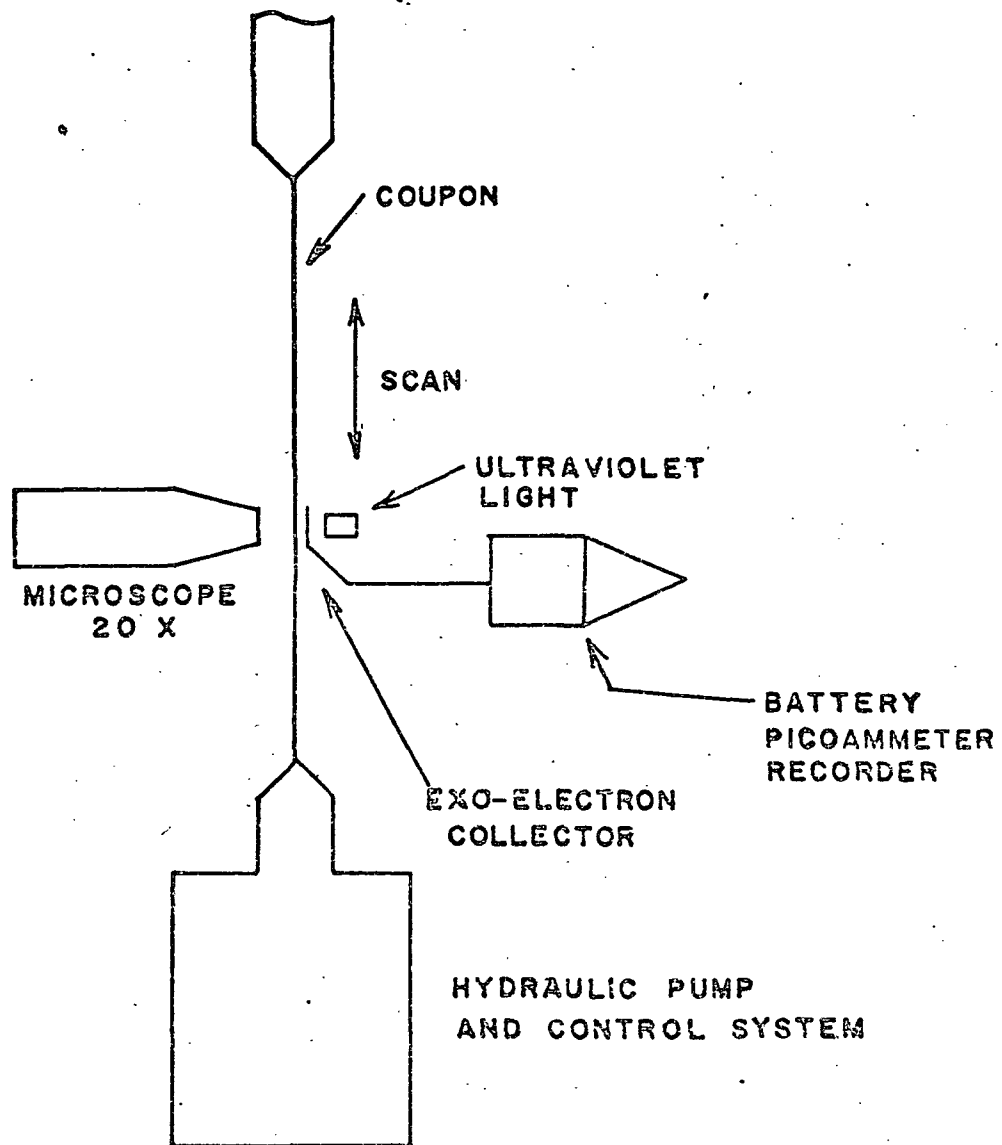 COUPON
SCAN
ULTRAVIOLET
LIGHT
MICROSCOPE
20 X
BATTERY
PICOAMMETER
RECORDER
EXO-ELECTRON
COLLECTOR
HYDRAULIC PUMP
AND CONTROL SYSTEM